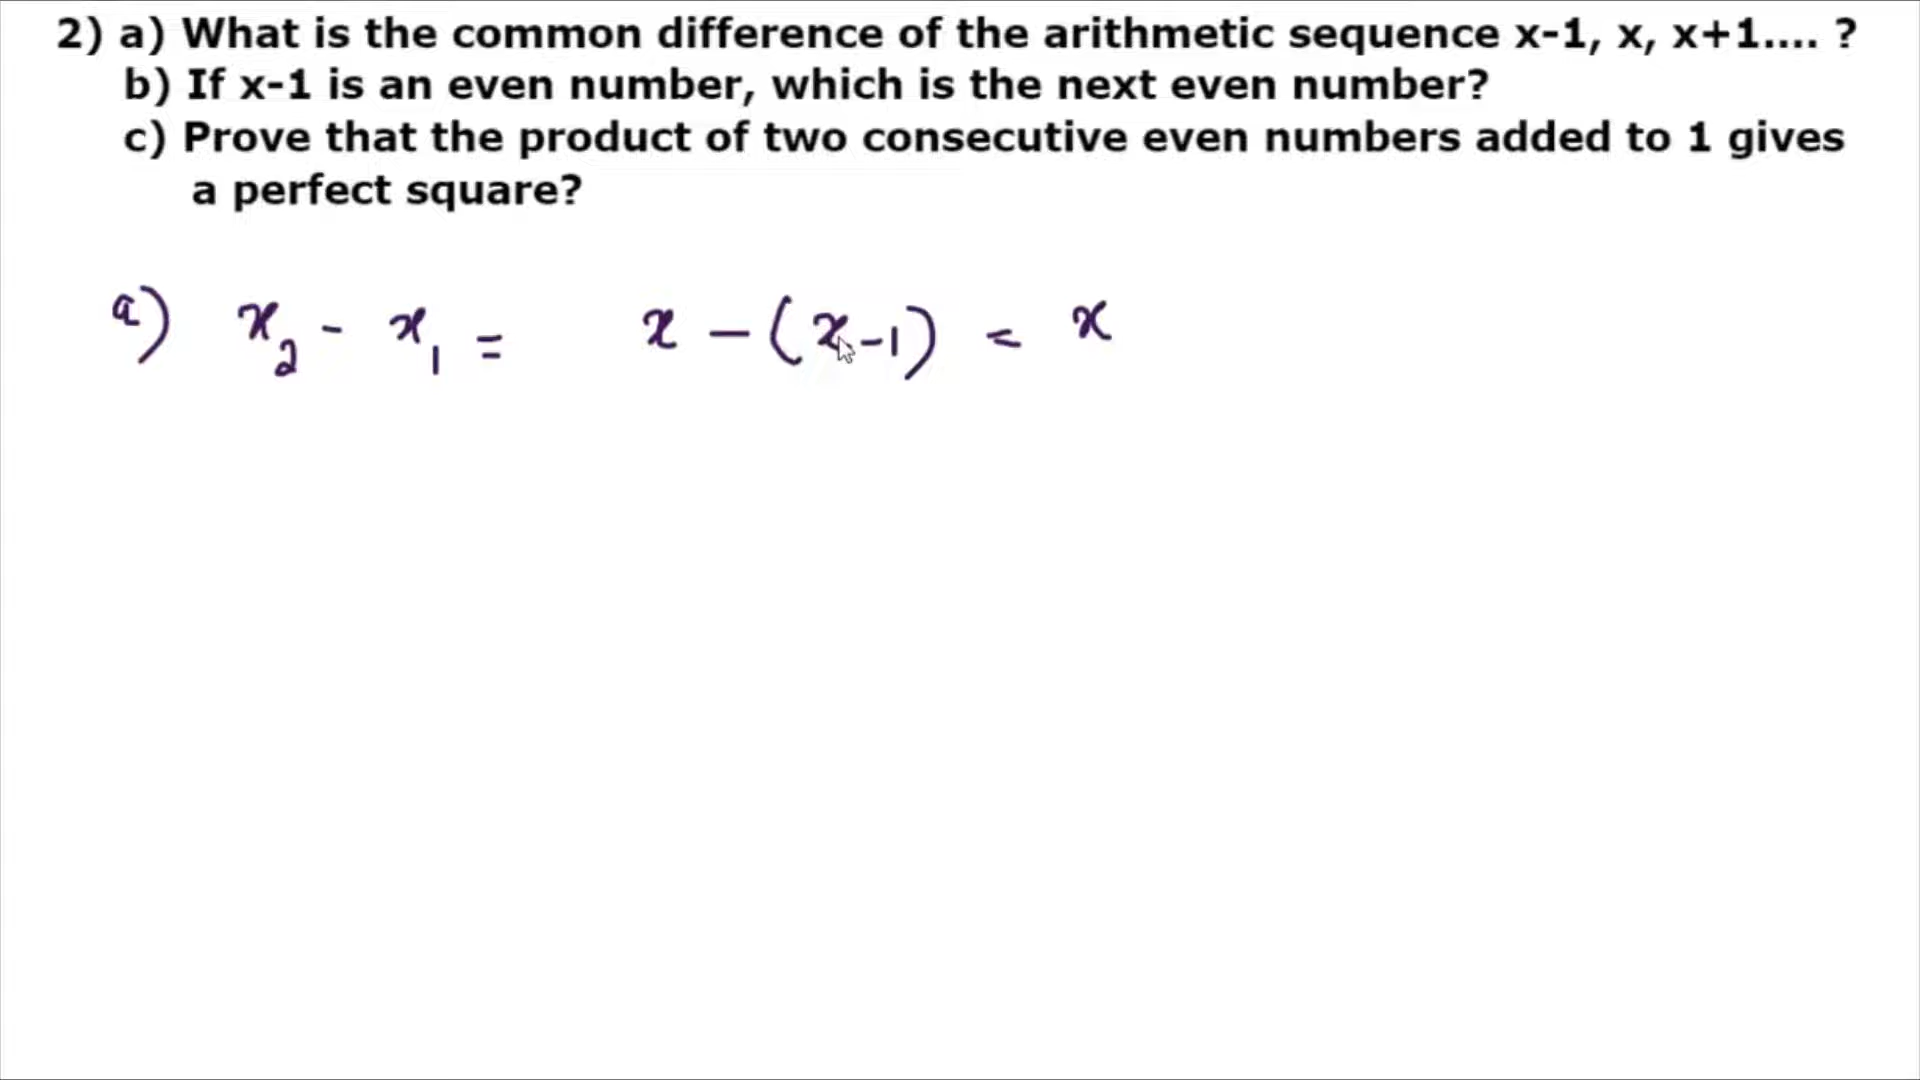 2) a) What is the common difference of the arithmetic sequence x-1, x, x+1.... ?
b) If x-1 is an even number, which is the next even number?
c) Prove that the product of two consecutive even numbers added to 1 gives
a perfect square?
a) x₂ - x₁ = x - (x-1) = x